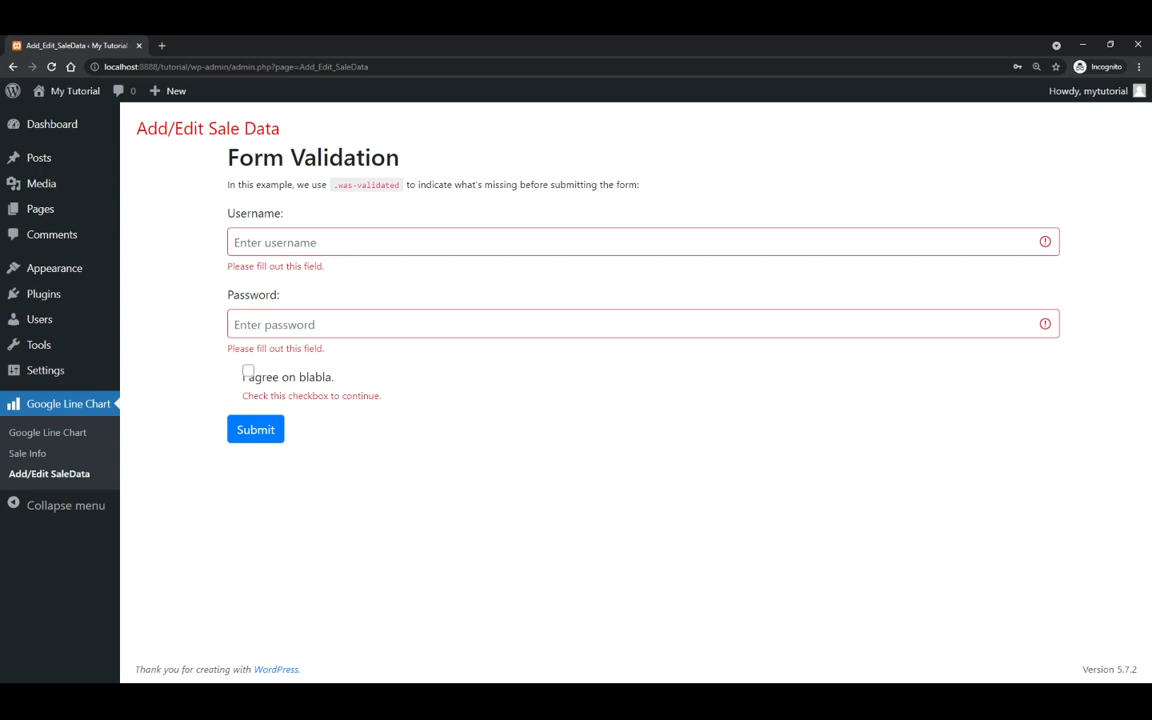 Add_Edit_SaleData ‹ My Tutorial
localhost:8888/tutorial/wp-admin/admin.php?page=Add_Edit_SaleData
Incognito
My Tutorial
0
New
Howdy, mytutorial
Dashboard
Posts
Media
Pages
Comments
Appearance
Plugins
Users
Tools
Settings
Google Line Chart
Google Line Chart
Sale Info
Add/Edit SaleData
Collapse menu
Add/Edit Sale Data
Form Validation
In this example, we use .was-validated to indicate what's missing before submitting the form:
Username:
Enter username
Please fill out this field.
Password:
Enter password
Please fill out this field.
I agree on blabla.
Check this checkbox to continue.
Submit
Thank you for creating with WordPress.
Version 5.7.2